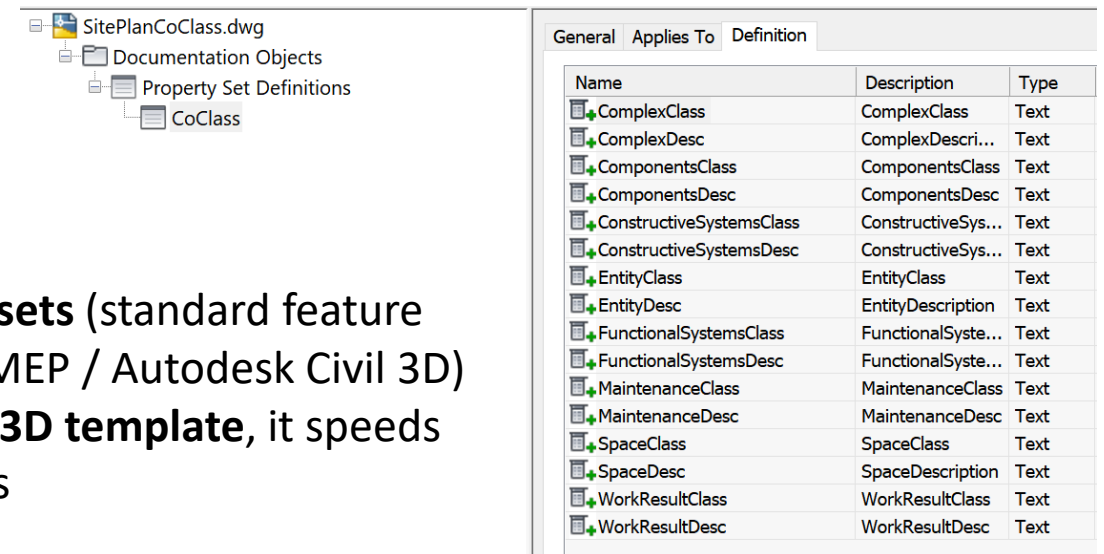 SitePlanCoClass.dwg
Documentation Objects
Property Set Definitions
CoClass
sets (standard feature
MEP / Autodesk Civil 3D)
3D template, it speeds
s
General Applies To Definition
Name Description Type
ComplexClass ComplexClass Text
ComplexDesc ComplexDescri... Text
ComponentsClass ComponentsClass Text
ComponentsDesc ComponentsDesc Text
ConstructiveSystemsClass ConstructiveSys... Text
ConstructiveSystemsDesc ConstructiveSys... Text
EntityClass EntityClass Text
EntityDesc EntityDescription Text
FunctionalSystemsClass FunctionalSyste... Text
FunctionalSystemsDesc FunctionalSyste... Text
MaintenanceClass MaintenanceClass Text
MaintenanceDesc MaintenanceDesc Text
SpaceClass SpaceClass Text
SpaceDesc SpaceDescription Text
WorkResultClass WorkResultClass Text
WorkResultDesc WorkResultDesc Text